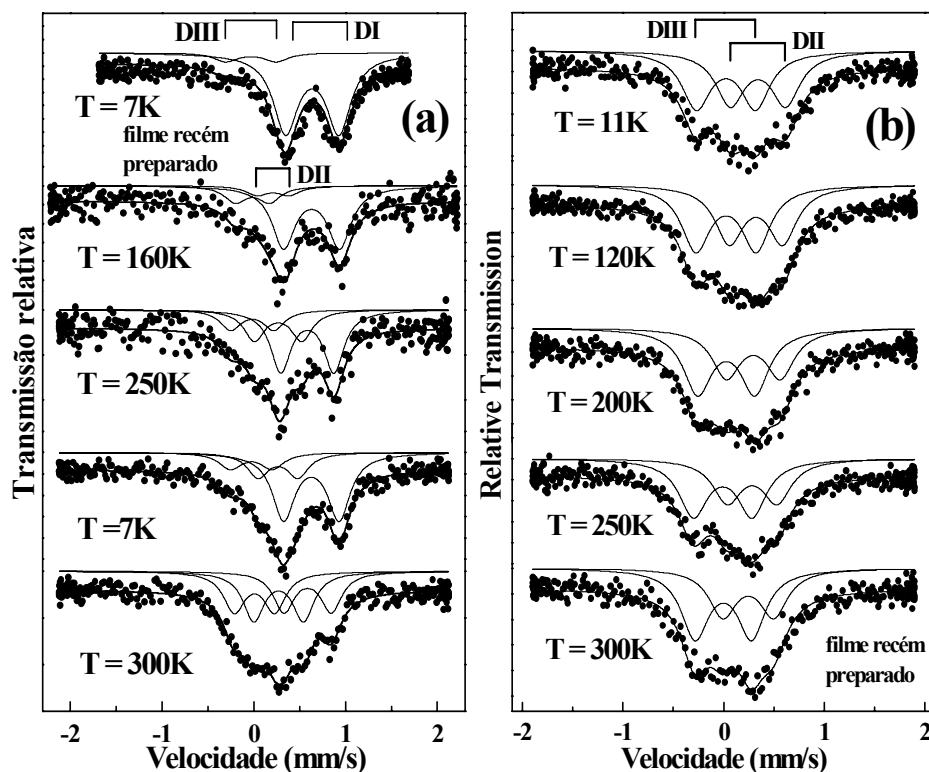 DIII
DI
T = 7K
filme recém
preparado
(a)
DII
T = 160K
T = 250K
T =7K
T = 300K
Transmissão relativa
-2
-1
0
1
2
Velocidade (mm/s)
DIII
DII
T = 11K
(b)
T = 120K
T = 200K
T = 250K
T = 300K
filme recém
preparado
Relative Transmission
-2
-1
0
1
2
Velocidade (mm/s)